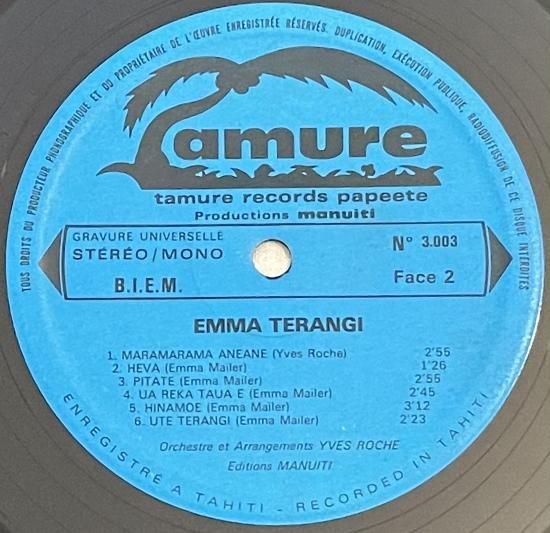 TOUS DROITS DU PRODUCTEUR PHONOGRAPHIQUE ET DU PROPRIÉTAIRE DE L'ŒUVRE ENREGISTRÉE RÉSERVÉS. DUPLICATION, EXÉCUTION PUBLIQUE, RADIODIFFUSION DE CE DISQUE INTERDITES
Tamure
tamure records papeete
Productions manuiti
GRAVURE UNIVERSELLE
STÉRÉO/MONO
B.I.E.M.
N° 3.003
Face 2
EMMA TERANGI
1. MARAMARAMA ANEANE (Yves Roche) 2'55
2. HEVA (Emma Mailer) 1'26
3. PITATE (Emma Mailer) 2'55
4. UA REKA TAUA E (Emma Mailer) 2'45
5. HINAMOE (Emma Mailer) 3'12
6. UTE TERANGI (Emma Mailer) 2'23
Orchestre et Arrangements YVES ROCHE
Editions MANUITI
ENREGISTRÉ A TAHITI - RECORDED IN TAHITI